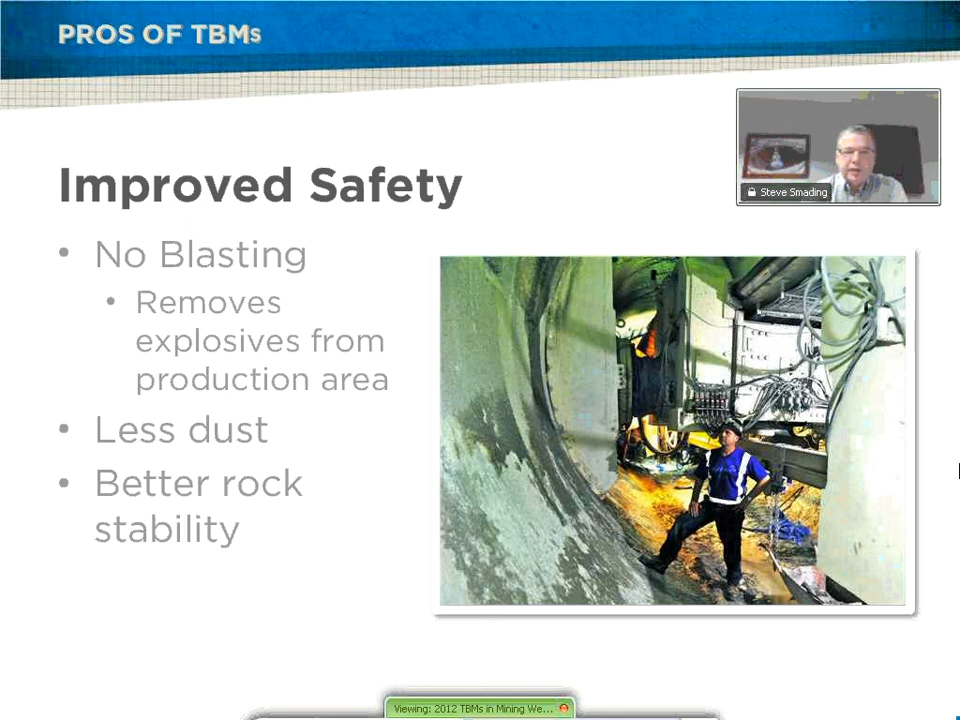 PROS OF TBMs
Improved Safety
• No Blasting
• Removes
explosives from
production area
• Less dust
• Better rock
stability
Steve Smading
Viewing: 2012 TBMs in Mining We...